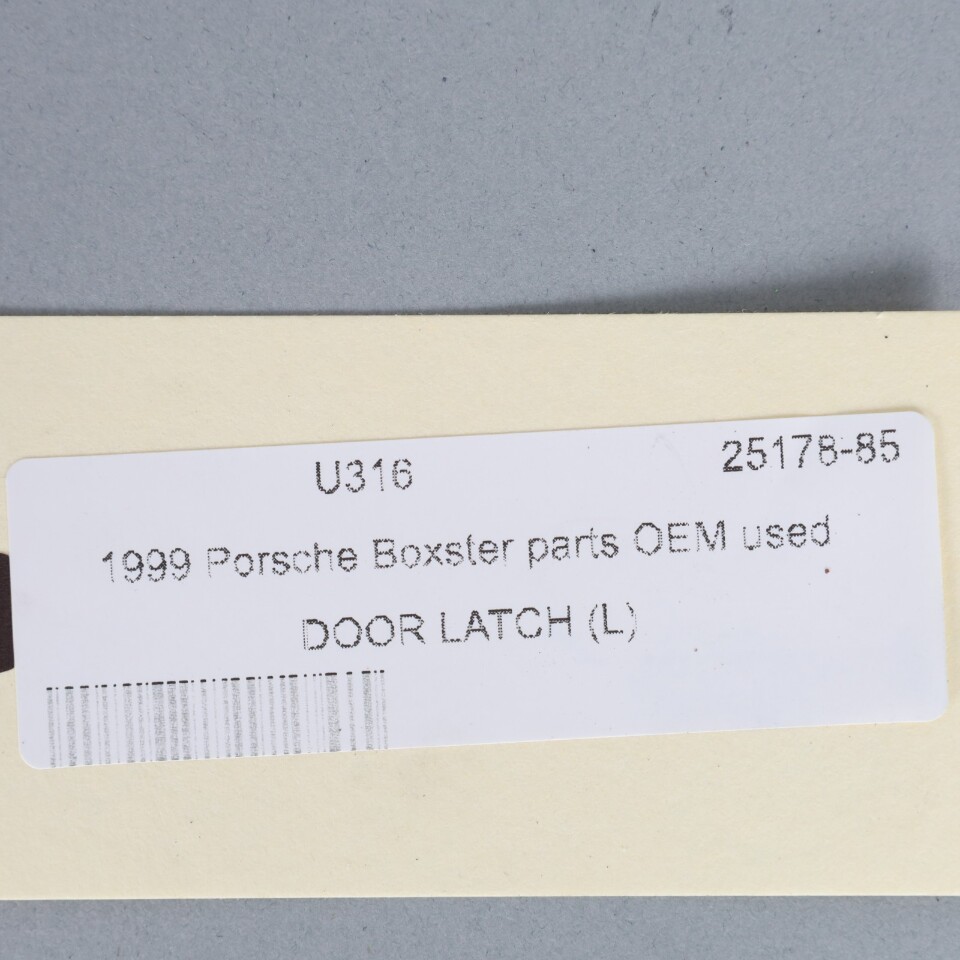 U316 25178-85
1999 Porsche Boxster parts OEM used
DOOR LATCH (L)